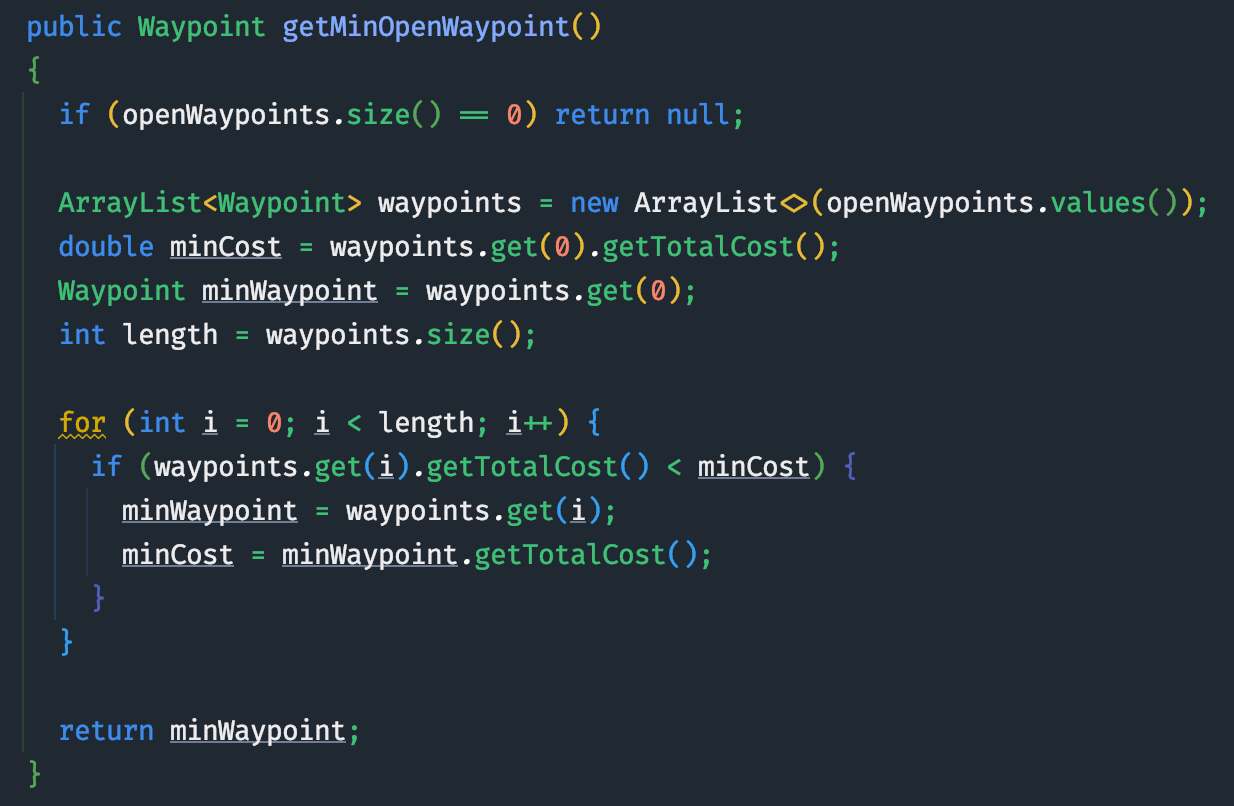 public Waypoint getMinOpenWaypoint()
{
  if (openWaypoints.size() == 0) return null;

  ArrayList<Waypoint> waypoints = new ArrayList<>(openWaypoints.values());
  double minCost = waypoints.get(0).getTotalCost();
  Waypoint minWaypoint = waypoints.get(0);
  int length = waypoints.size();

  for (int i = 0; i < length; i++) {
    if (waypoints.get(i).getTotalCost() < minCost) {
      minWaypoint = waypoints.get(i);
      minCost = minWaypoint.getTotalCost();
    }
  }

  return minWaypoint;
}